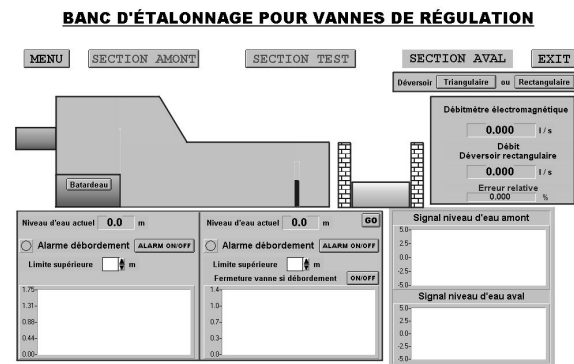 BANC D'ÉTALONNAGE POUR VANNES DE RÉGULATION
MENU SECTION AMONT SECTION TEST SECTION AVAL EXIT
Déversoir Triangulaire ou Rectangulaire
Débitmètre électromagnétique
0.000 l / s
Débit
Déversoir rectangulaire
0.000 l / s
Erreur relative
0.000 %
Batardeau
Niveau d'eau actuel 0.0 m
Alarme débordement ALARM ON/OFF
Limite supérieure m
1.75-
1.31-
0.88-
0.44-
0.00-
Niveau d'eau actuel 0.0 m GO
Alarme débordement ALARM ON/OFF
Limite supérieure m
Fermeture vanne si débordement ON/OFF
1.4-
1.0-
0.7-
0.3-
0.0-
Signal niveau d'eau amont
5.0-
2.5-
0.0-
-2.5-
-5.0-
Signal niveau d'eau aval
5.0-
2.5-
0.0-
-2.5-
-5.0-